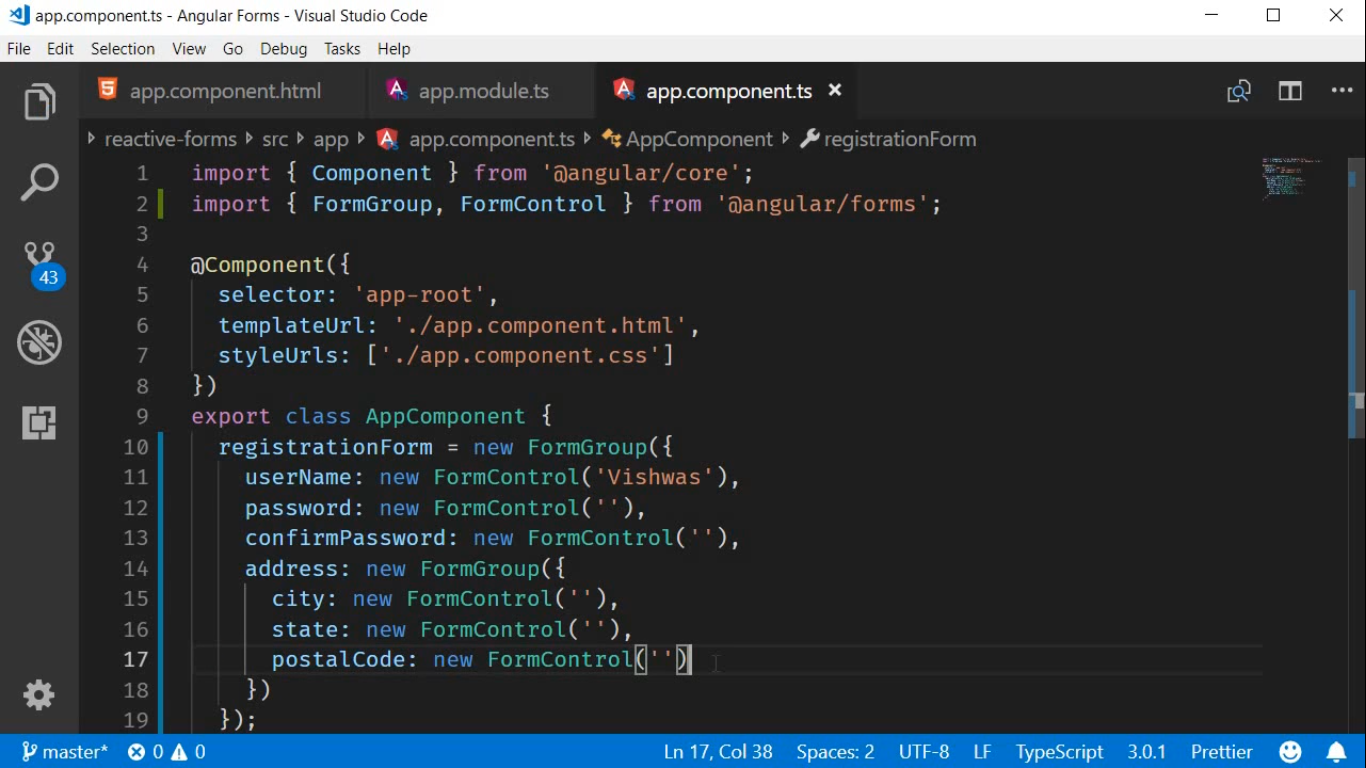 app.component.ts - Angular Forms - Visual Studio Code
File Edit Selection View Go Debug Tasks Help
app.component.html app.module.ts app.component.ts
reactive-forms src app app.component.ts AppComponent registrationForm
1 import { Component } from '@angular/core';
2 import { FormGroup, FormControl } from '@angular/forms';
3
4 @Component({
5 selector: 'app-root',
6 templateUrl: './app.component.html',
7 styleUrls: ['./app.component.css']
8 })
9 export class AppComponent {
10 registrationForm = new FormGroup({
11 userName: new FormControl('Vishwas'),
12 password: new FormControl(''),
13 confirmPassword: new FormControl(''),
14 address: new FormGroup({
15 city: new FormControl(''),
16 state: new FormControl(''),
17 postalCode: new FormControl('')
18 })
19 });
43
master* 0 0 Ln 17, Col 38 Spaces: 2 UTF-8 LF TypeScript 3.0.1 Prettier